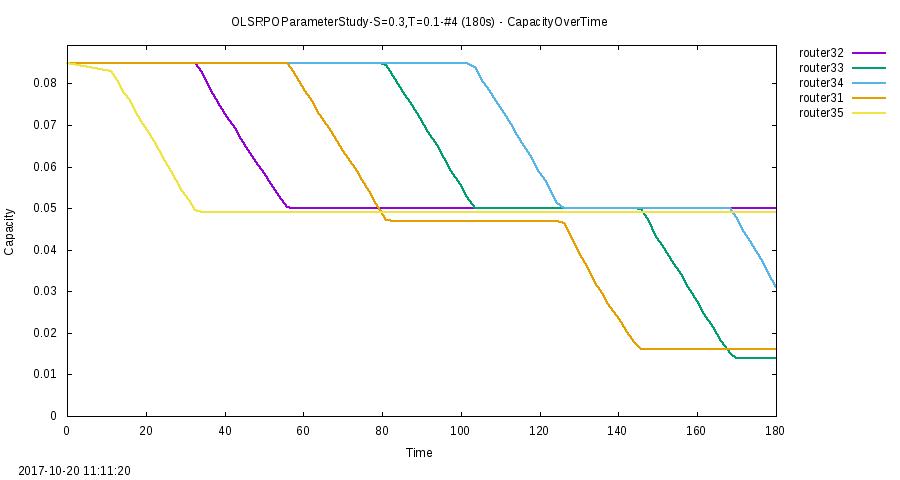 OLSRPOParameterStudy-S=0.3,T=0.1-#4 (180s) - CapacityOverTime
router32
router33
router34
router31
router35
0.08
0.07
0.06
0.05
0.04
0.03
0.02
0.01
0
Capacity
0 20 40 60 80 100 120 140 160 180
Time
2017-10-20 11:11:20